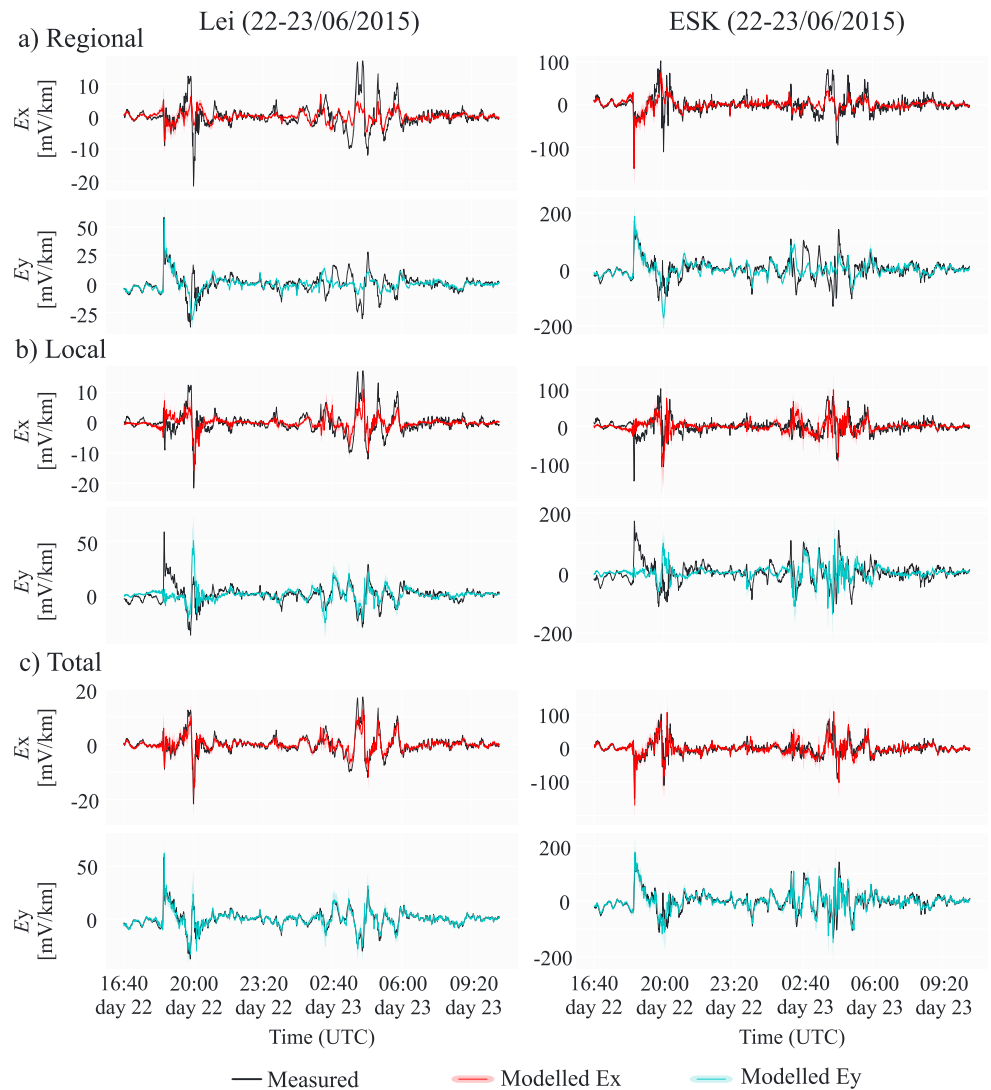 Lei (22-23/06/2015)
ESK (22-23/06/2015)
a) Regional
Ex
[mV/km]
10
0
-10
-20
100
0
-100
Ey
[mV/km]
50
25
0
-25
200
0
-200
b) Local
Ex
[mV/km]
10
0
-10
-20
100
0
-100
Ey
[mV/km]
50
0
200
0
-200
c) Total
Ex
[mV/km]
20
0
-20
100
0
-100
Ey
[mV/km]
50
0
200
0
-200
16:40 20:00 23:20 02:40 06:00 09:20
day 22 day 22 day 22 day 23 day 23 day 23
16:40 20:00 23:20 02:40 06:00 09:20
day 22 day 22 day 22 day 23 day 23 day 23
Time (UTC)
Time (UTC)
Measured
Modelled Ex
Modelled Ey